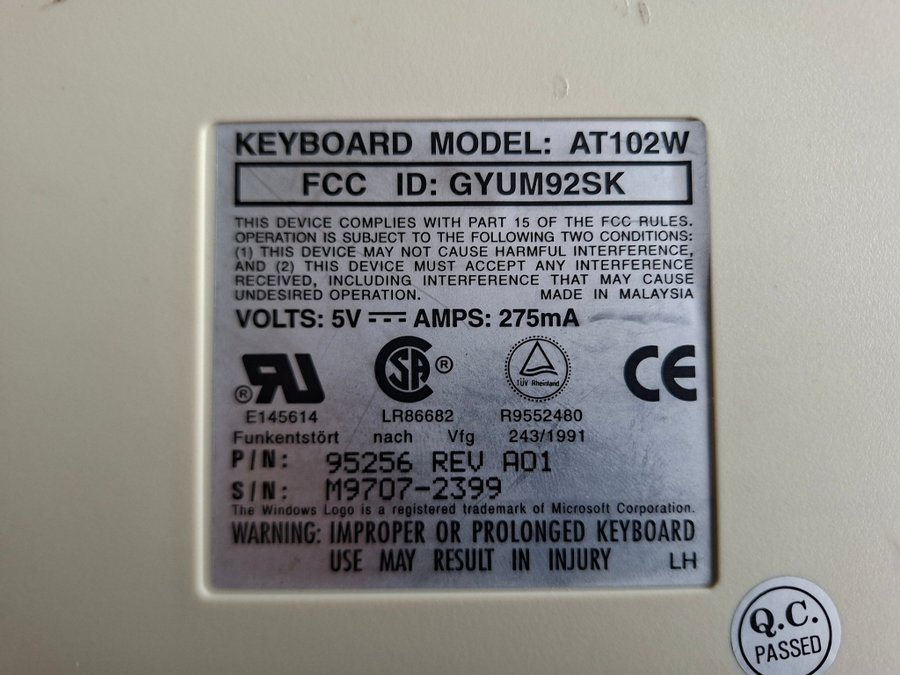 KEYBOARD MODEL: AT102W
FCC ID: GYUM92SK
THIS DEVICE COMPLIES WITH PART 15 OF THE FCC RULES.
OPERATION IS SUBJECT TO THE FOLLOWING TWO CONDITIONS:
(1) THIS DEVICE MAY NOT CAUSE HARMFUL INTERFERENCE,
AND (2) THIS DEVICE MUST ACCEPT ANY INTERFERENCE
RECEIVED, INCLUDING INTERFERENCE THAT MAY CAUSE
UNDESIRED OPERATION. MADE IN MALAYSIA
VOLTS: 5V AMPS: 275mA
® RU CSA ® TÜV Rheinland CE
E145614 LR86682 R9552480
Funkentstört nach Vfg 243/1991
P/N: 95256 REV A01
S/N: M9707-2399
The Windows Logo is a registered trademark of Microsoft Corporation.
WARNING: IMPROPER OR PROLONGED KEYBOARD
USE MAY RESULT IN INJURY LH
Q.C.
PASSED